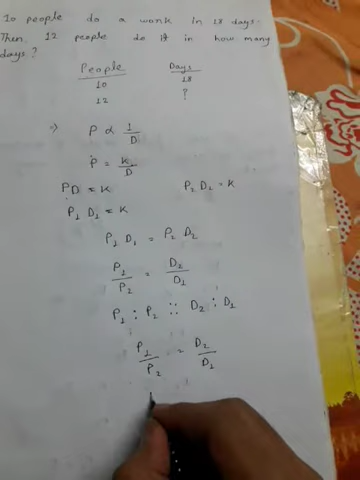 10 people do a work in 18 days.
Then, 12 people do it in how many
days ?
People Days
10 18
12 ?
⇒ P ∝ 1/D
P = K/D
PD = K P₂ D₂ = K
P₁ D₁ = K
P₁ D₁ = P₂ D₂
P₁/P₂ = D₂/D₁
P₁ : P₂ :: D₂ : D₁
P₁/P₂ = D₂/D₁